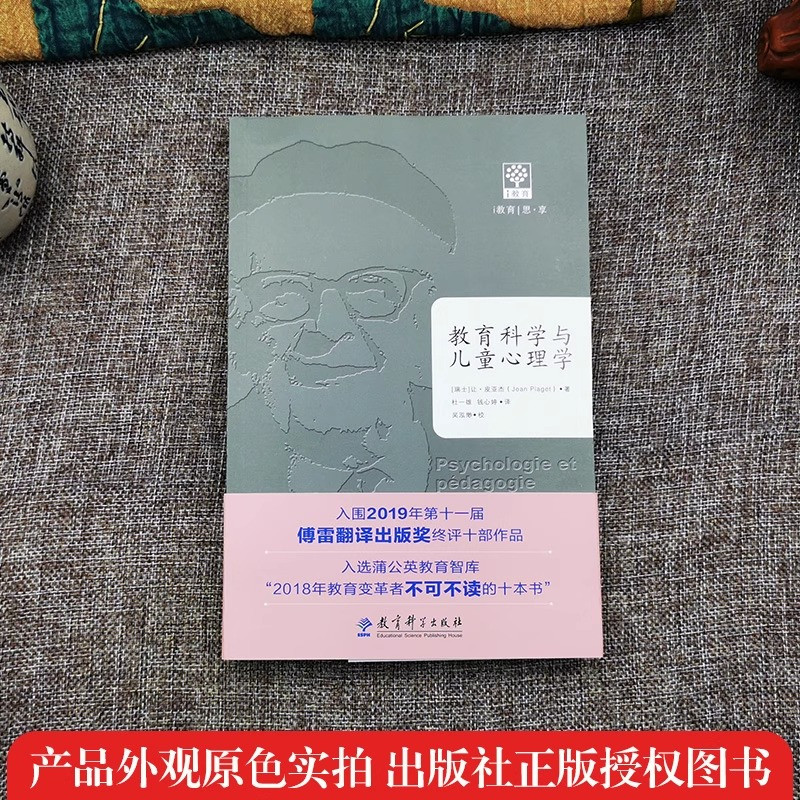 i教育
i教育|思·享
教育科学与
儿童心理学
[瑞士]让·皮亚杰（Jean Piaget）•著
杜一雄 钱心婷•译
Psychologie et
pédagogie
入围2019年第十一届
傅雷翻译出版奖终评十部作品
入选蒲公英教育智库
“2018年教育变革者不可不读的十本书”
ESPH
教育科学出版社
Educational Science Publishing House
产品外观原色实拍 出版社正版授权图书